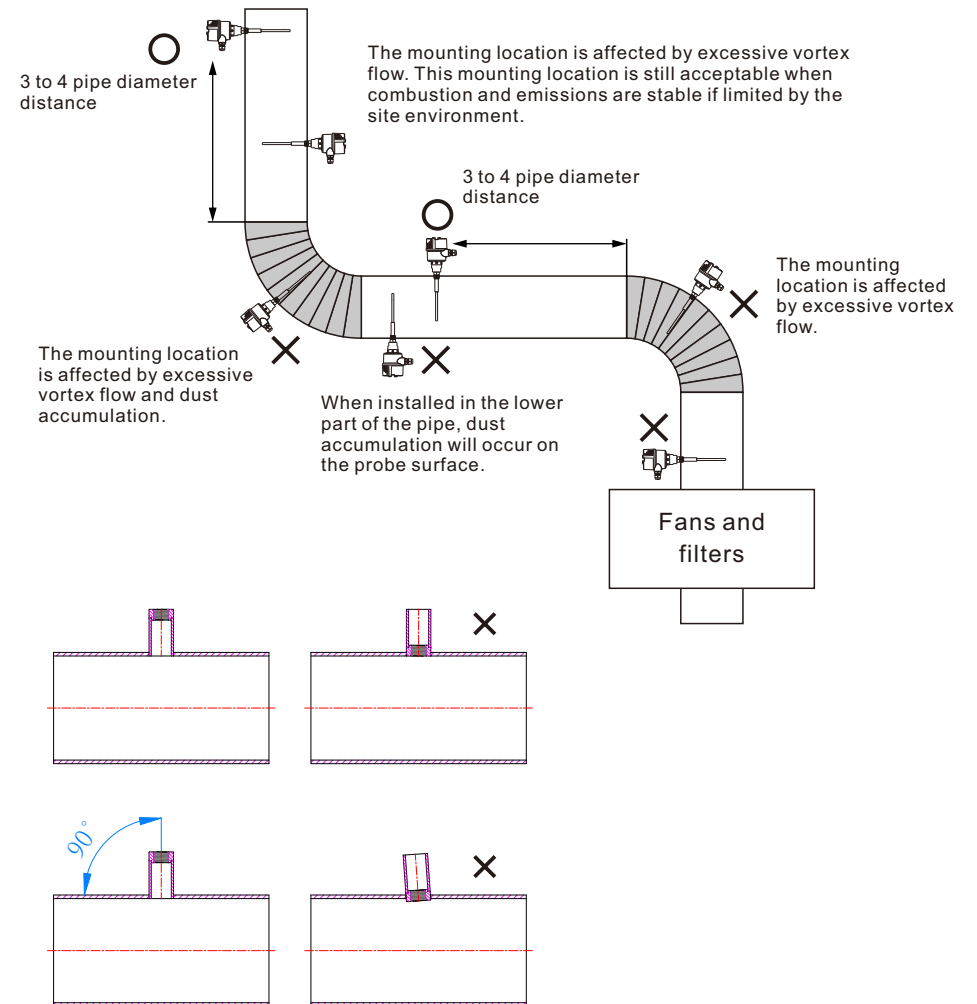 3 to 4 pipe diameter
distance
The mounting location is affected by excessive vortex
flow. This mounting location is still acceptable when
combustion and emissions are stable if limited by the
site environment.
3 to 4 pipe diameter
distance
The mounting
location is affected
by excessive vortex
flow.
The mounting location
is affected by excessive
vortex flow and dust
accumulation.
When installed in the lower
part of the pipe, dust
accumulation will occur on
the probe surface.
Fans and
filters
90°